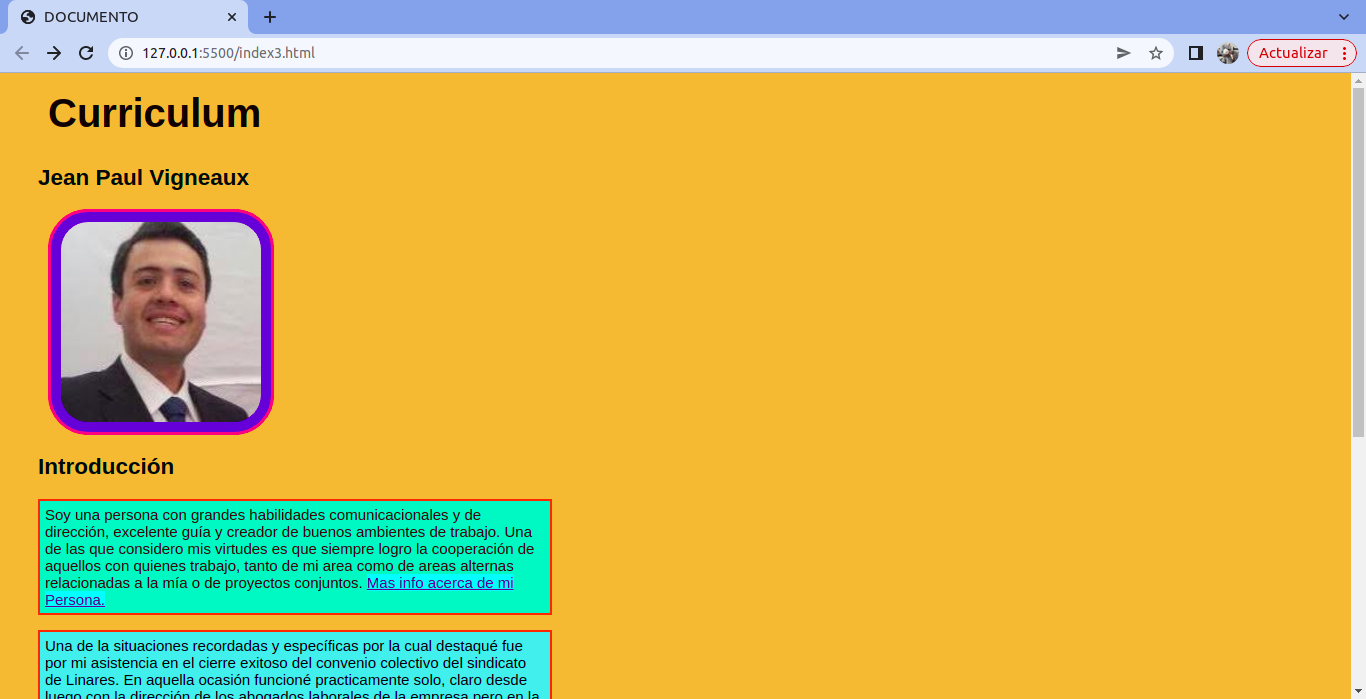 DOCUMENTO
127.0.0.1:5500/index3.html
Actualizar
Curriculum
Jean Paul Vigneaux
Introducción
Soy una persona con grandes habilidades comunicacionales y de
dirección, excelente guía y creador de buenos ambientes de trabajo. Una
de las que considero mis virtudes es que siempre logro la cooperación de
aquellos con quienes trabajo, tanto de mi area como de areas alternas
relacionadas a la mía o de proyectos conjuntos. Mas info acerca de mi
Persona.
Una de la situaciones recordadas y específicas por la cual destaqué fue
por mi asistencia en el cierre exitoso del convenio colectivo del sindicato
de Linares. En aquella ocasión funcioné practicamente solo, claro desde
luego con la dirección de los abogados laborales de la empresa pero en la